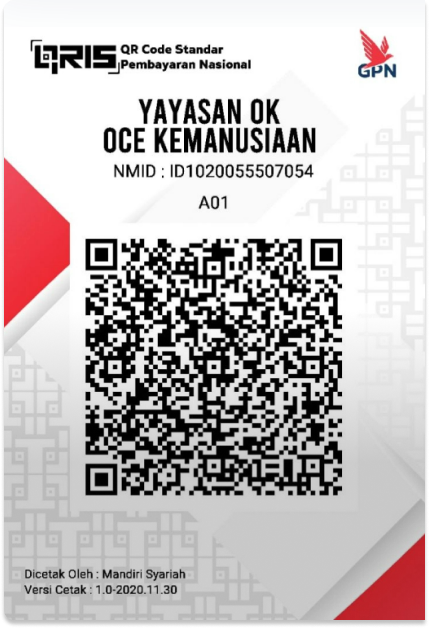 QRIS QR Code Standar
Pembayaran Nasional
GPN
YAYASAN OK
OCE KEMANUSIAAN
NMID : ID1020055507054
A01
Dicetak Oleh : Mandiri Syariah
Versi Cetak : 1.0-2020.11.30